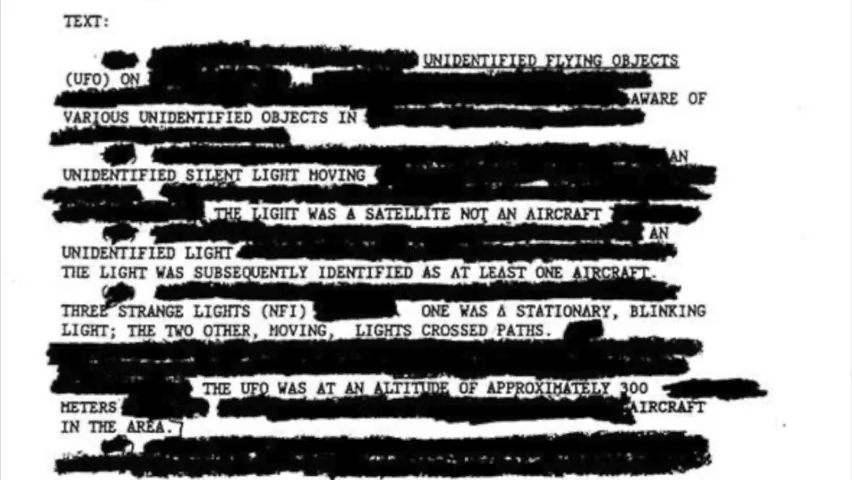 TEXT:
UNIDENTIFIED FLYING OBJECTS
(UFO) ON
AWARE OF
VARIOUS UNIDENTIFIED OBJECTS IN
AN
UNIDENTIFIED SILENT LIGHT MOVING
THE LIGHT WAS A SATELLITE NOT AN AIRCRAFT
AN
UNIDENTIFIED LIGHT
THE LIGHT WAS SUBSEQUENTLY IDENTIFIED AS AT LEAST ONE AIRCRAFT.
THREE STRANGE LIGHTS (NFI) ONE WAS A STATIONARY, BLINKING
LIGHT; THE TWO OTHER, MOVING, LIGHTS CROSSED PATHS.
THE UFO WAS AT AN ALTITUDE OF APPROXIMATELY 300
METERS AIRCRAFT
IN THE AREA.